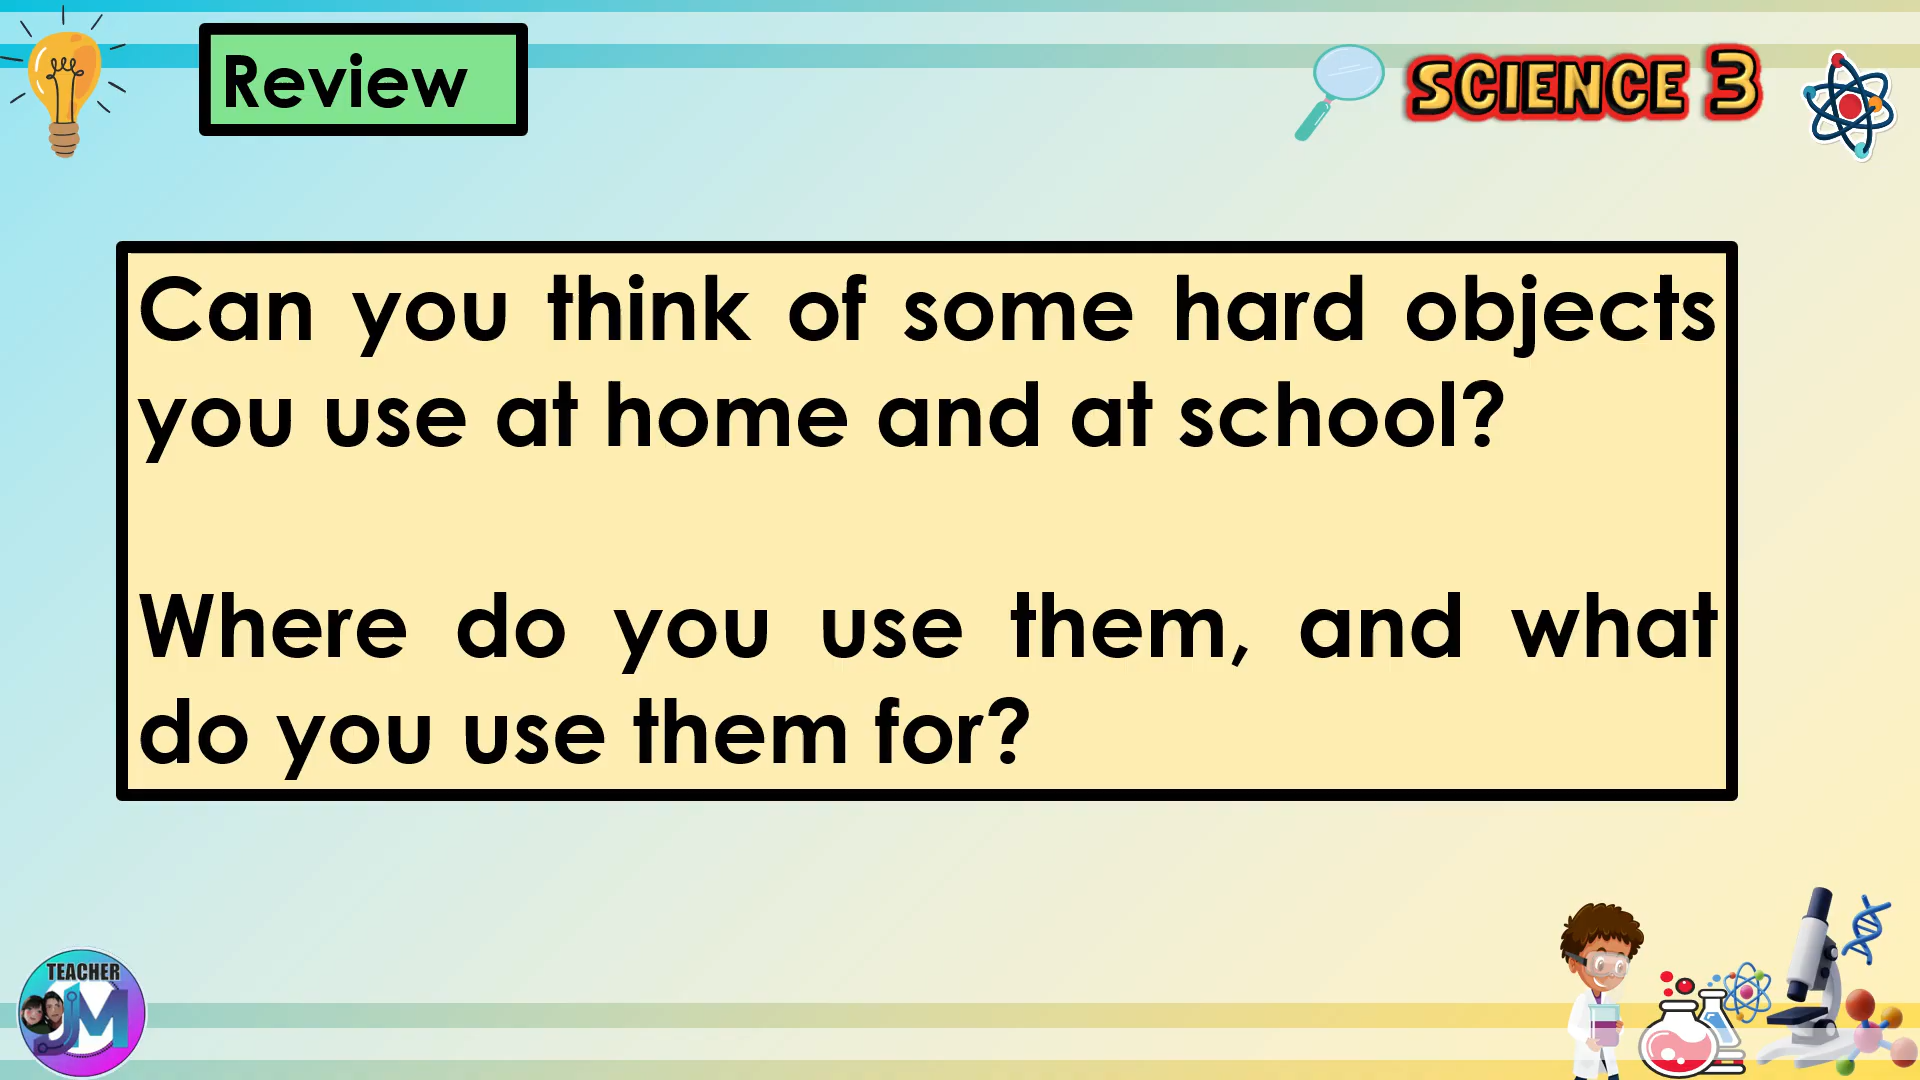 Review
SCIENCE 3
Can you think of some hard objects
you use at home and at school?
Where do you use them, and what
do you use them for?
TEACHER
JM